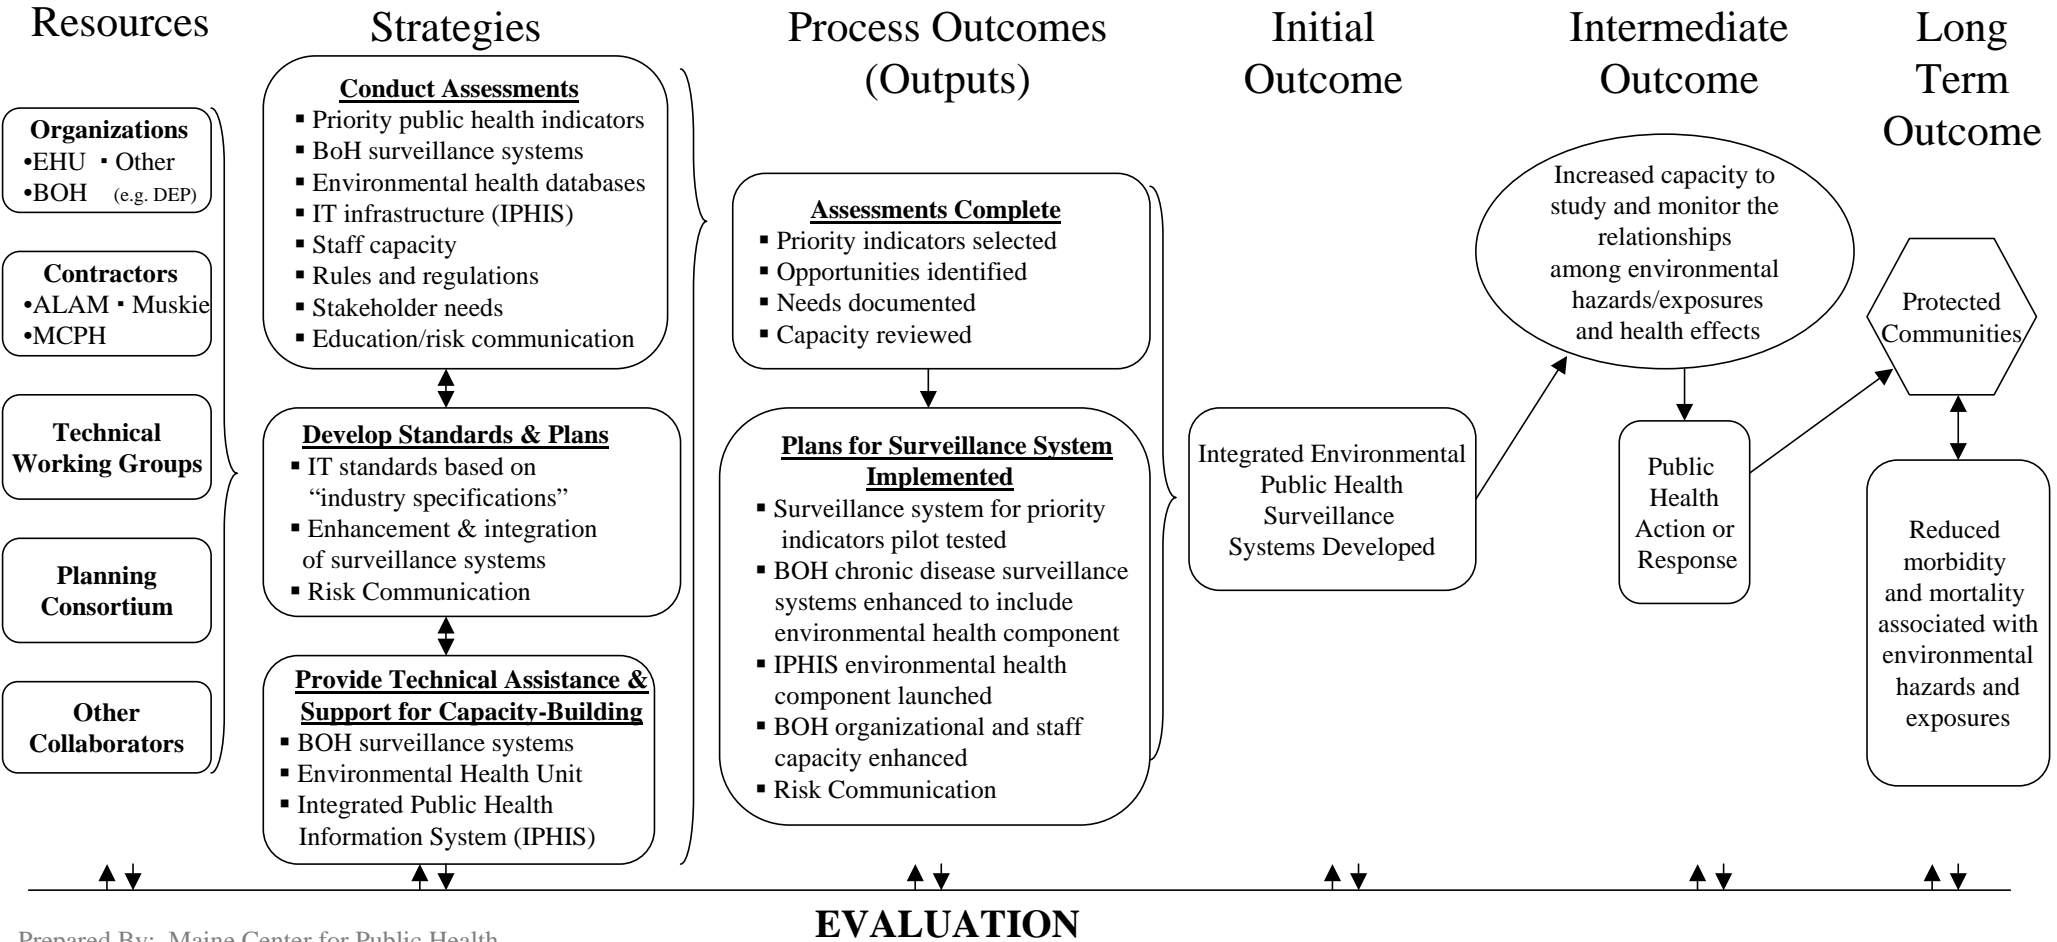 Resources
Organizations
•EHU ▪ Other
•BOH (e.g. DEP)
Contractors
•ALAM ▪ Muskie
•MCPH
Technical
Working Groups
Planning
Consortium
Other
Collaborators
Strategies
Conduct Assessments
▪ Priority public health indicators
▪ BoH surveillance systems
▪ Environmental health databases
▪ IT infrastructure (IPHIS)
▪ Staff capacity
▪ Rules and regulations
▪ Stakeholder needs
▪ Education/risk communication
Develop Standards & Plans
▪ IT standards based on
“industry specifications”
▪ Enhancement & integration
of surveillance systems
▪ Risk Communication
Provide Technical Assistance &
Support for Capacity-Building
▪ BOH surveillance systems
▪ Environmental Health Unit
▪ Integrated Public Health
Information System (IPHIS)
Process Outcomes
(Outputs)
Assessments Complete
▪ Priority indicators selected
▪ Opportunities identified
▪ Needs documented
▪ Capacity reviewed
Plans for Surveillance System
Implemented
▪ Surveillance system for priority
indicators pilot tested
▪ BOH chronic disease surveillance
systems enhanced to include
environmental health component
▪ IPHIS environmental health
component launched
▪ BOH organizational and staff
capacity enhanced
▪ Risk Communication
Initial
Outcome
Integrated Environmental
Public Health
Surveillance
Systems Developed
Intermediate
Outcome
Increased capacity to
study and monitor the
relationships
among environmental
hazards/exposures
and health effects
Public
Health
Action or
Response
Long
Term
Outcome
Protected
Communities
Reduced
morbidity
and mortality
associated with
environmental
hazards and
exposures
EVALUATION
Prepared By: Maine Center for Public Health